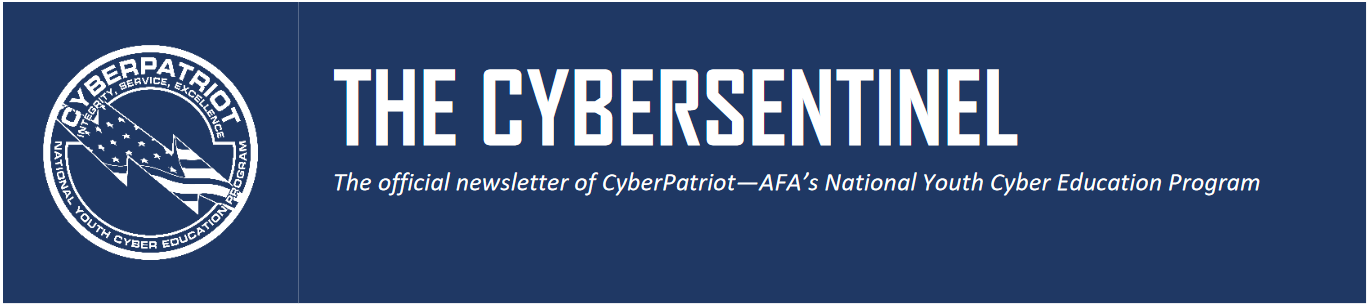 CYBERPATRIOT
INTEGRITY, SERVICE, EXCELLENCE
NATIONAL YOUTH CYBER EDUCATION PROGRAM
THE CYBERSENTINEL
The official newsletter of CyberPatriot—AFA’s National Youth Cyber Education Program